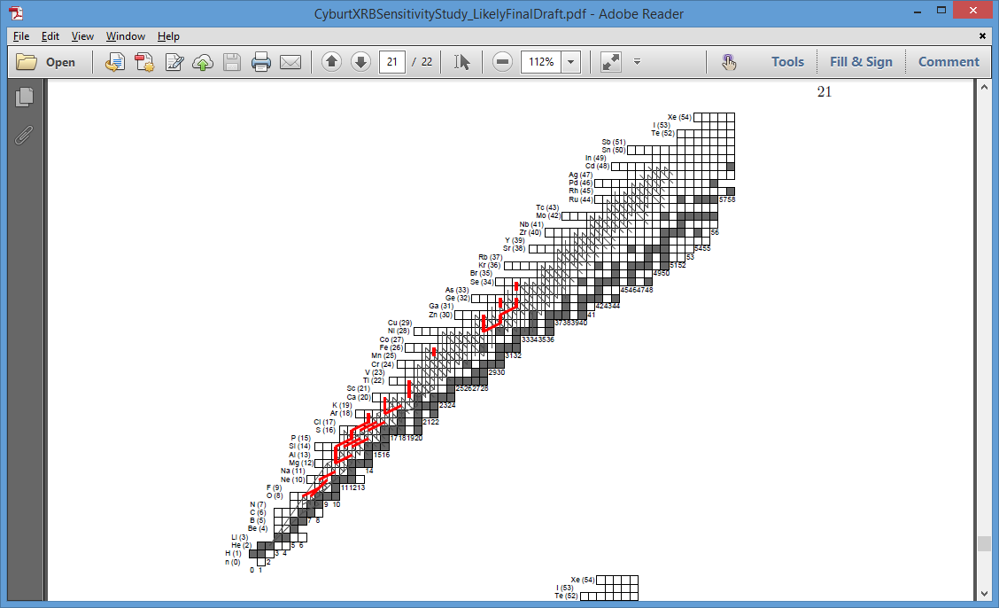 CyburtXRBSensitivityStudy_LikelyFinalDraft.pdf - Adobe Reader
File Edit View Window Help
Open 21 / 22 112% Tools Fill & Sign Comment
21
Xe (54)
I (53)
Te (52)
Sb (51)
Sn (50)
In (49)
Cd (48)
Ag (47)
Pd (46)
Rh (45)
Ru (44) 5758
Tc (43)
Mo (42)
Nb (41)
Zr (40) 56
Y (39)
Sr (38) 5455
Rb (37) 53
Kr (36) 5152
Br (35) 4950
Se (34)
As (33) 45464748
Ge (32)
Ga (31) 424344
Zn (30) 41
Cu (29) 37383940
Ni (28)
Co (27) 33343536
Fe (26)
Mn (25) 3132
Cr (24)
V (23) 2930
Ti (22)
Sc (21) 25262728
Ca (20)
K (19) 2324
Ar (18)
Cl (17) 2122
S (16)
P (15) 17181920
Si (14)
Al (13) 1516
Mg (12)
Na (11) 14
Ne (10)
F (9) 111213
O (8)
N (7) 9 10
C (6)
B (5) 7 8
Be (4)
Li (3)
He (2) 5 6
H (1) 3 4
n (0) 2
0 1
Xe (54)
I (53)
Te (52)